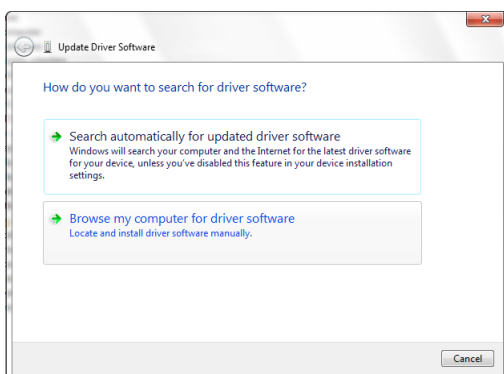 Update Driver Software
How do you want to search for driver software?
Search automatically for updated driver software
Windows will search your computer and the Internet for the latest driver software
for your device, unless you've disabled this feature in your device installation
settings.
Browse my computer for driver software
Locate and install driver software manually.
Cancel